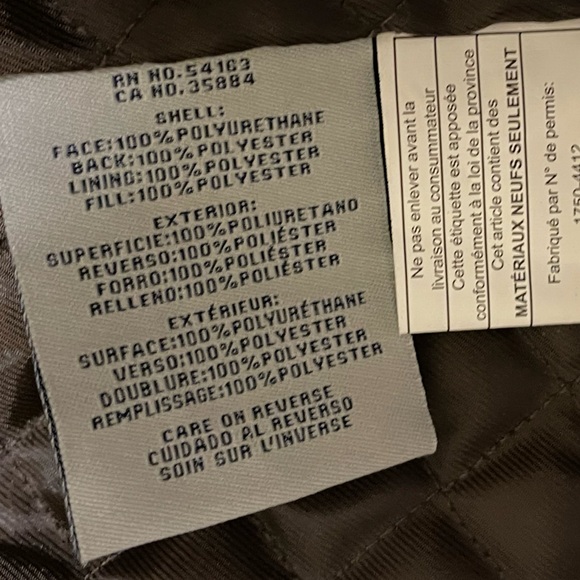 RN NO.54163
CA NO.35884
SHELL:
FACE:100%POLYURETHANE
BACK:100%POLYESTER
LINING:100%POLYESTER
FILL:100%POLYESTER
EXTERIOR:
SUPERFICIE:100%POLIURETANO
REVERSO:100%POLIÉSTER
FORRO:100%POLIÉSTER
RELLENO:100%POLIÉSTER
EXTÉRIEUR:
SURFACE:100%POLYURÉTHANE
VERSO:100%POLYESTER
DOUBLURE:100%POLYESTER
REMPLISSAGE:100%POLYESTER
CARE ON REVERSE
CUIDADO AL REVERSO
SOIN SUR L'INVERSE
Ne pas enlever avant la
livraison au consummateur
Cette étiquette est apposée
conformément à la loi de la province
Cet article contient des
MATÉRIAUX NEUFS SEULEMENT
Fabriqué par N° de permis: